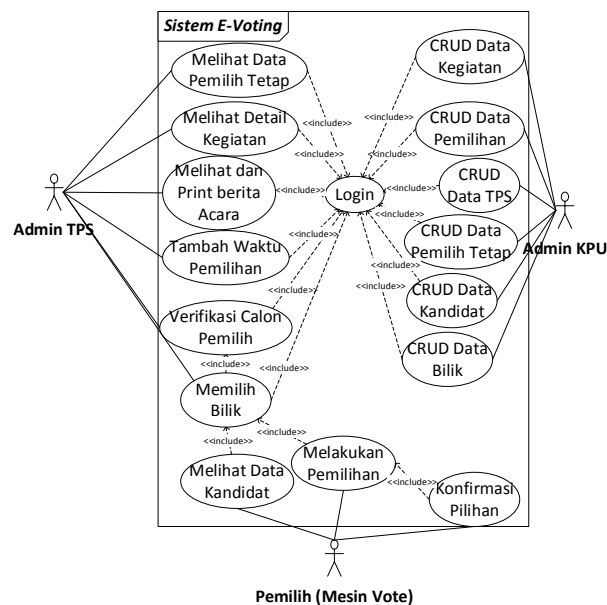 Sistem E-Voting
Melihat Data
Pemilih Tetap
CRUD Data
Kegiatan
Melihat Detail
Kegiatan
<<include>>
<<include>>
CRUD Data
Pemilihan
<<include>>
<<include>>
Melihat dan
Print berita
Acara
<<include>>
Login
<<include>>
CRUD
Data TPS
Admin TPS
Admin KPU
Tambah Waktu
Pemilihan
<<include>>
<<include>>
CRUD Data
Pemilih Tetap
<<include>>
<<include>>
CRUD Data
Kandidat
Verifikasi Calon
Pemilih
<<include>>
<<include>>
CRUD Data
Bilik
<<include>>
Memilih
Bilik
<<include>>
<<include>>
<<include>>
Melihat Data
Kandidat
Melakukan
Pemilihan
<<include>>
Konfirmasi
Pilihan
Pemilih (Mesin Vote)